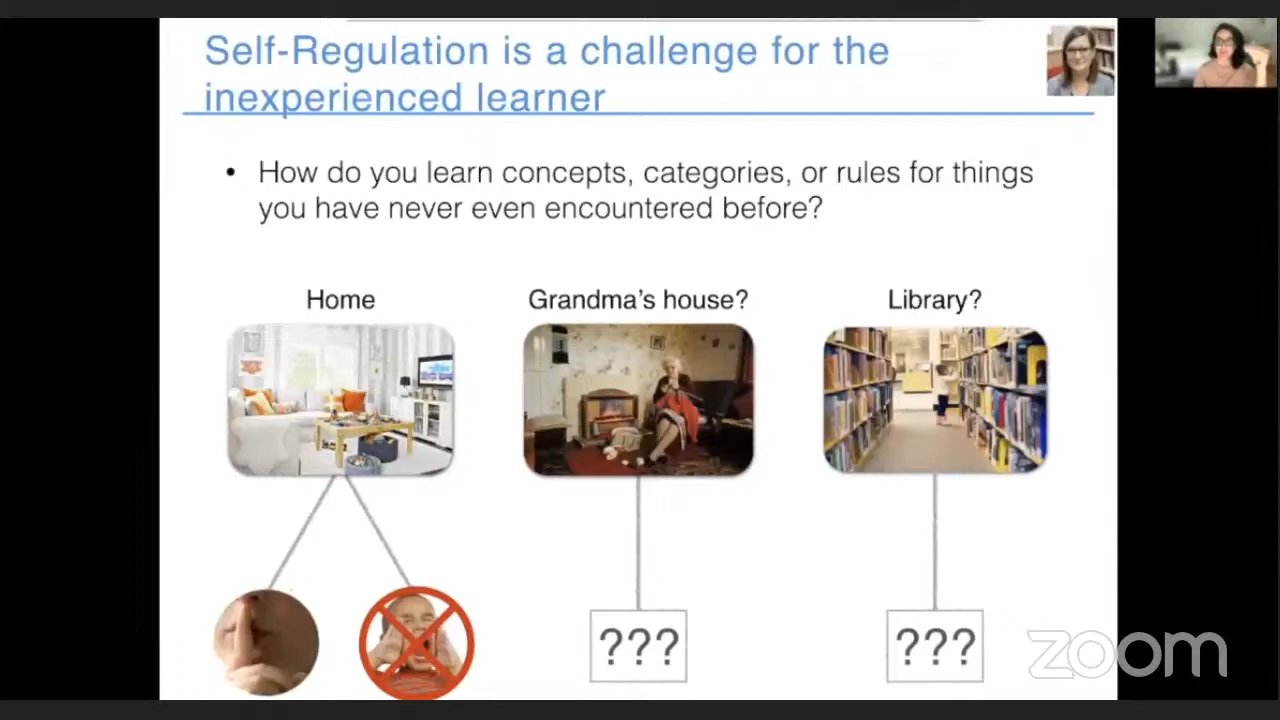 Self-Regulation is a challenge for the
inexperienced learner
• How do you learn concepts, categories, or rules for things
you have never even encountered before?
Home
Grandma's house?
Library?
???
???
zoom